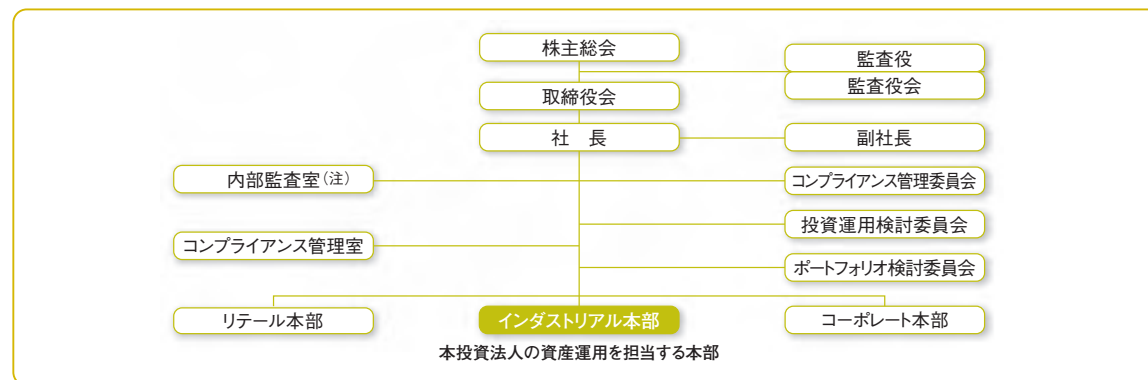 株主総会
監査役
監査役会
取締役会
社　長
副社長
内部監査室(注)
コンプライアンス管理委員会
投資運用検討委員会
コンプライアンス管理室
ポートフォリオ検討委員会
リテール本部
インダストリアル本部
コーポレート本部
本投資法人の資産運用を担当する本部